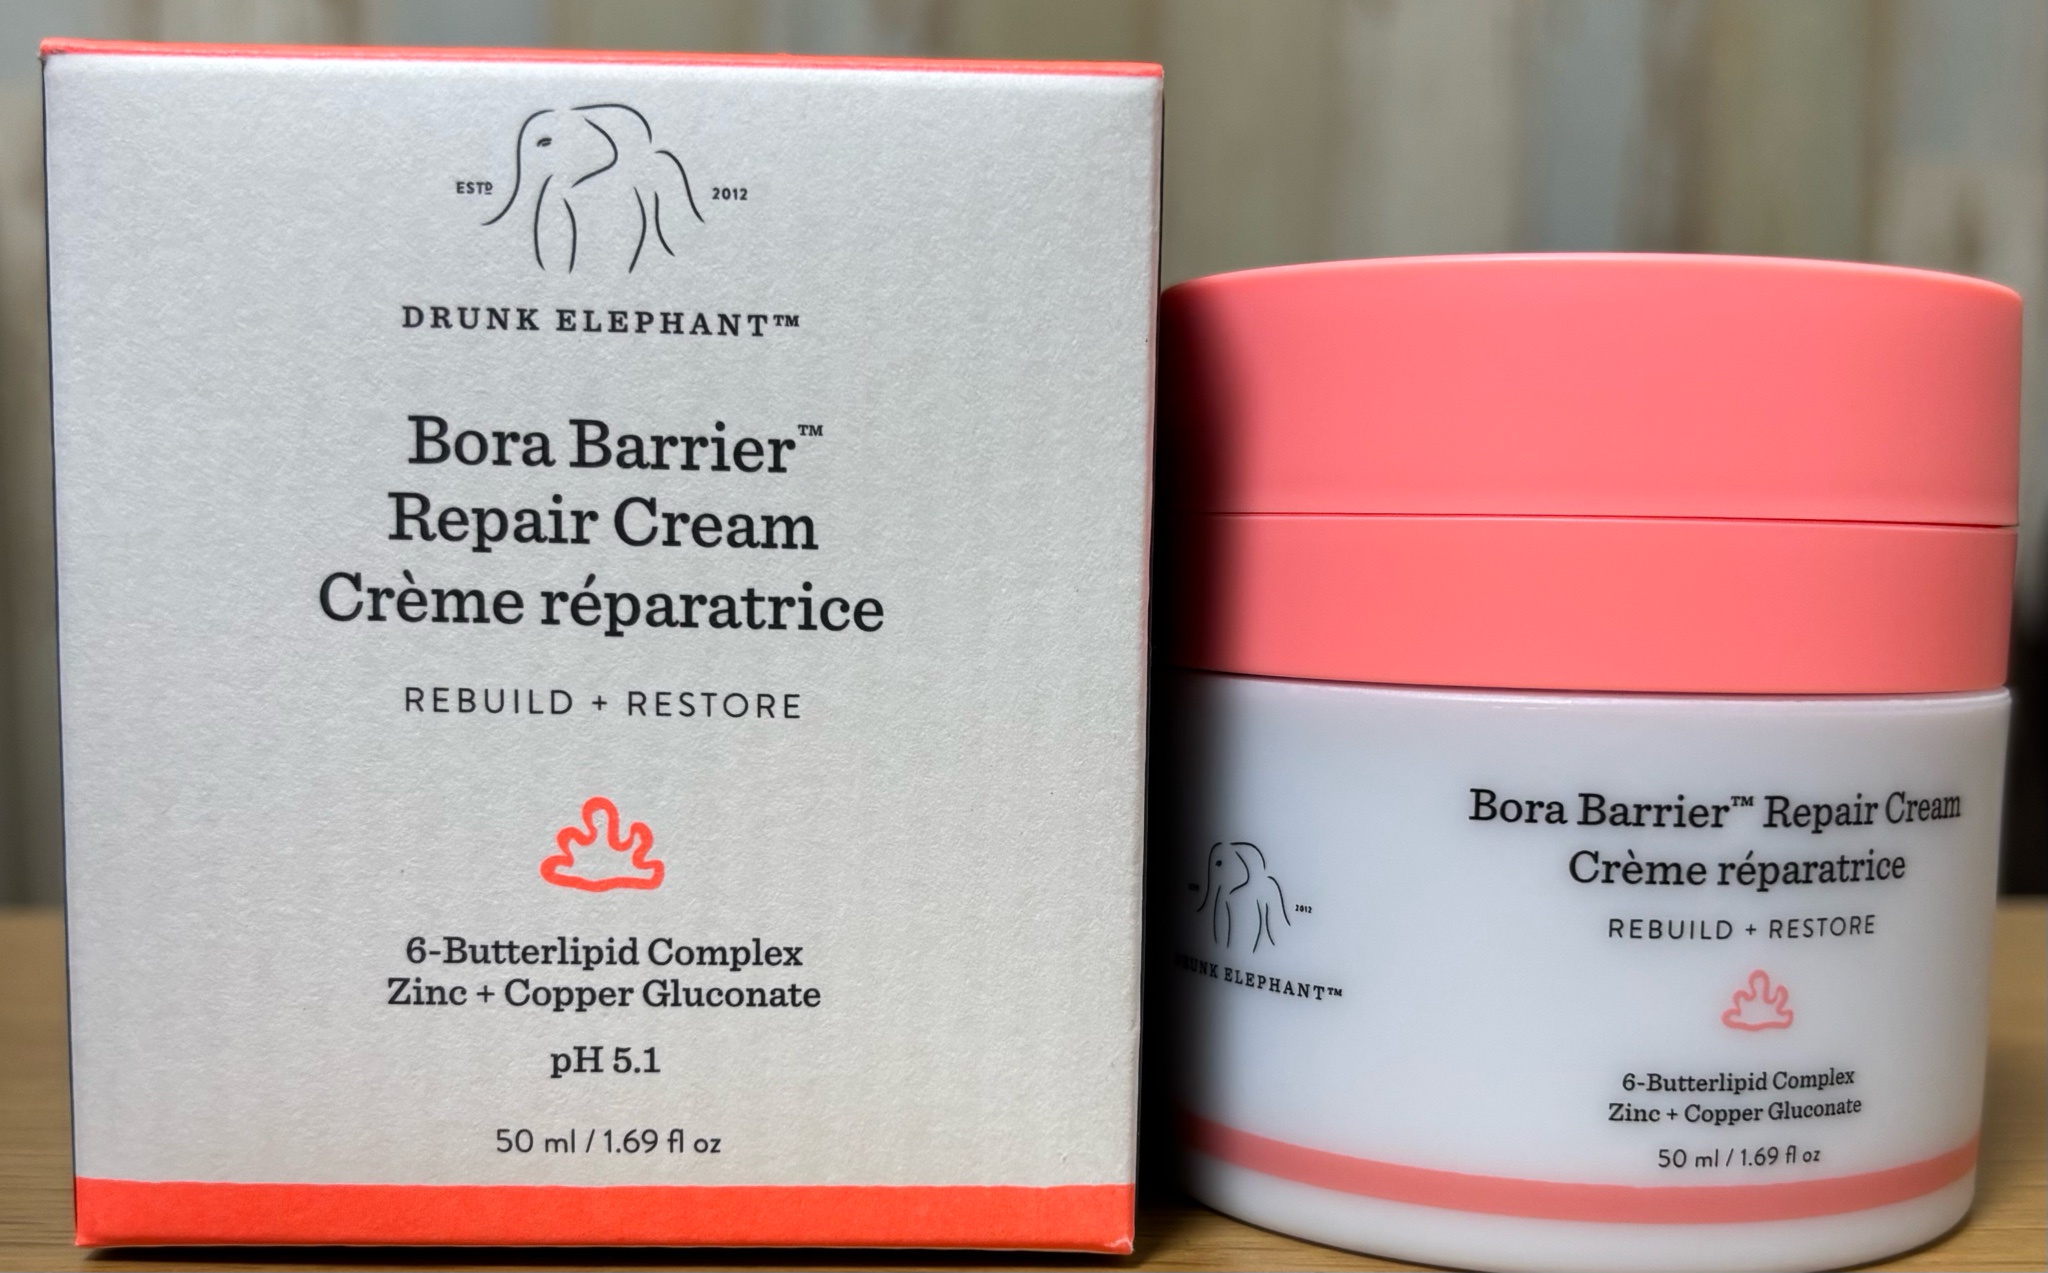 ESTD
2012
DRUNK ELEPHANT™
Bora Barrier™
Repair Cream
Crème réparatrice
REBUILD + RESTORE
6-Butterlipid Complex
Zinc + Copper Gluconate
pH 5.1
50 ml / 1.69 fl oz
2012
DRUNK ELEPHANT™
Bora Barrier™ Repair Cream
Crème réparatrice
REBUILD + RESTORE
6-Butterlipid Complex
Zinc + Copper Gluconate
50 ml / 1.69 fl oz